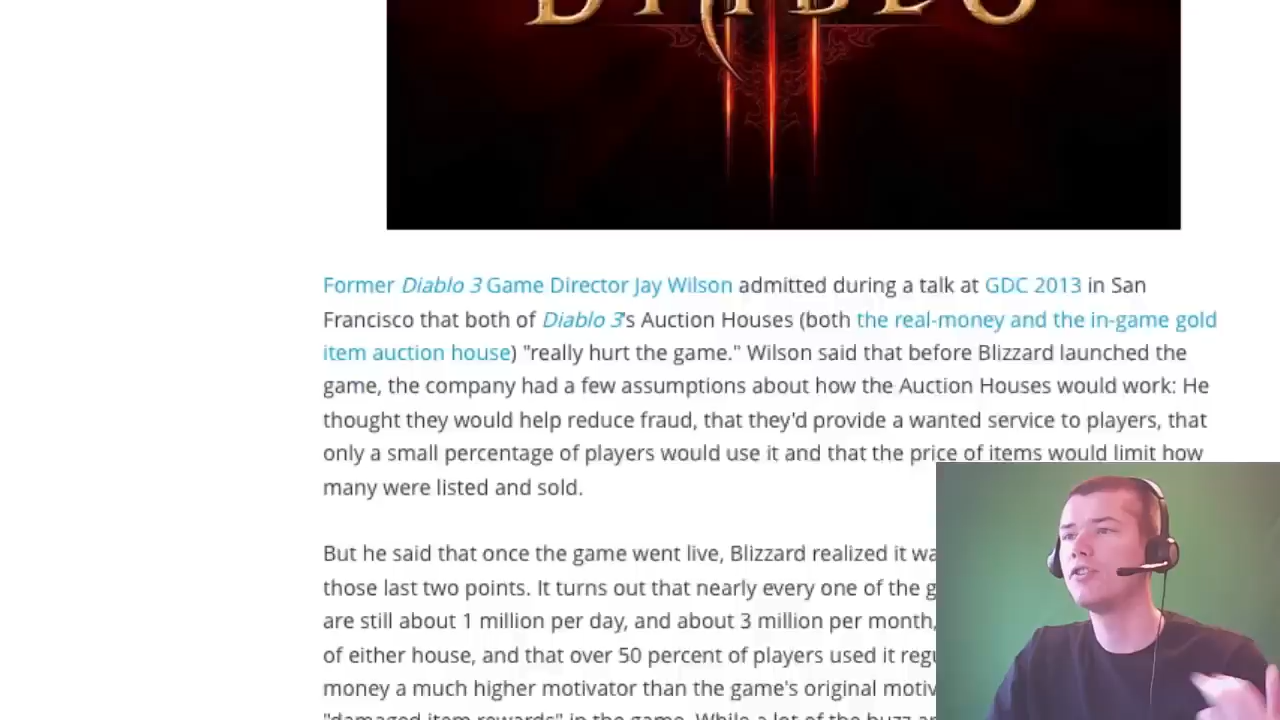 DIABLO
Former Diablo 3 Game Director Jay Wilson admitted during a talk at GDC 2013 in San
Francisco that both of Diablo 3's Auction Houses (both the real-money and the in-game gold
item auction house) "really hurt the game." Wilson said that before Blizzard launched the
game, the company had a few assumptions about how the Auction Houses would work: He
thought they would help reduce fraud, that they'd provide a wanted service to players, that
only a small percentage of players would use it and that the price of items would limit how
many were listed and sold.
But he said that once the game went live, Blizzard realized it
those last two points. It turns out that nearly every one of the
are still about 1 million per day, and about 3 million per month,
of either house, and that over 50 percent of players used it
money a much higher motivator than the game's original
"damaged item rewards" in the game. While a lot of the buzz